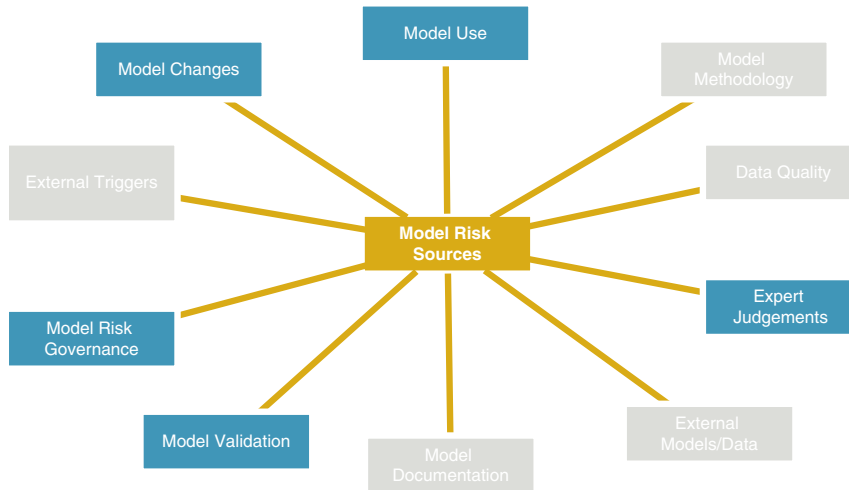 Model Use
Model Changes
Model
Methodology
External Triggers
Data Quality
Model Risk
Sources
Expert
Judgements
Model Risk
Governance
Model Validation
External
Models/Data
Model
Documentation